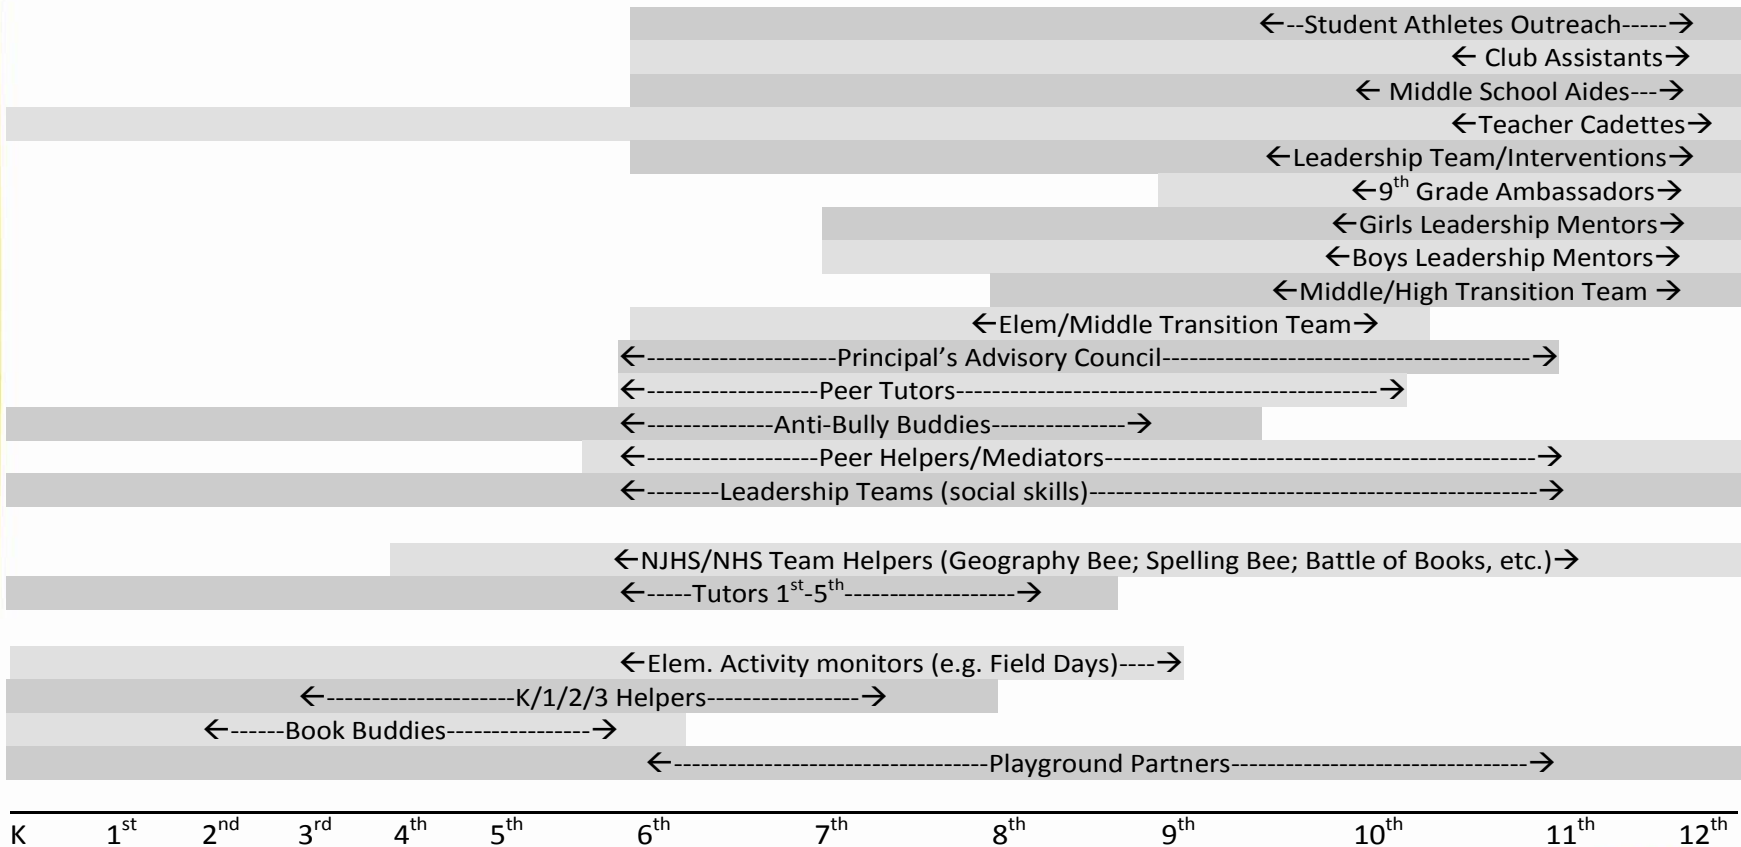 ←--Student Athletes Outreach-----→
← Club Assistants→
← Middle School Aides---→
←Teacher Cadettes→
←Leadership Team/Interventions→
←9th Grade Ambassadors→
←Girls Leadership Mentors→
←Boys Leadership Mentors→
←Middle/High Transition Team →
←Elem/Middle Transition Team→
←---------------------Principal’s Advisory Council----------------------------------------→
←-------------------Peer Tutors----------------------------------------------→
←--------------Anti-Bully Buddies---------------→
←-------------------Peer Helpers/Mediators-----------------------------------------------→
←--------Leadership Teams (social skills)-------------------------------------------------→
←NJHS/NHS Team Helpers (Geography Bee; Spelling Bee; Battle of Books, etc.)→
←-----Tutors 1st-5th-------------------→
←Elem. Activity monitors (e.g. Field Days)----→
←---------------------K/1/2/3 Helpers-----------------→
←------Book Buddies----------------→
←-----------------------------------Playground Partners---------------------------------→
K 1st 2nd 3rd 4th 5th 6th 7th 8th 9th 10th 11th 12th